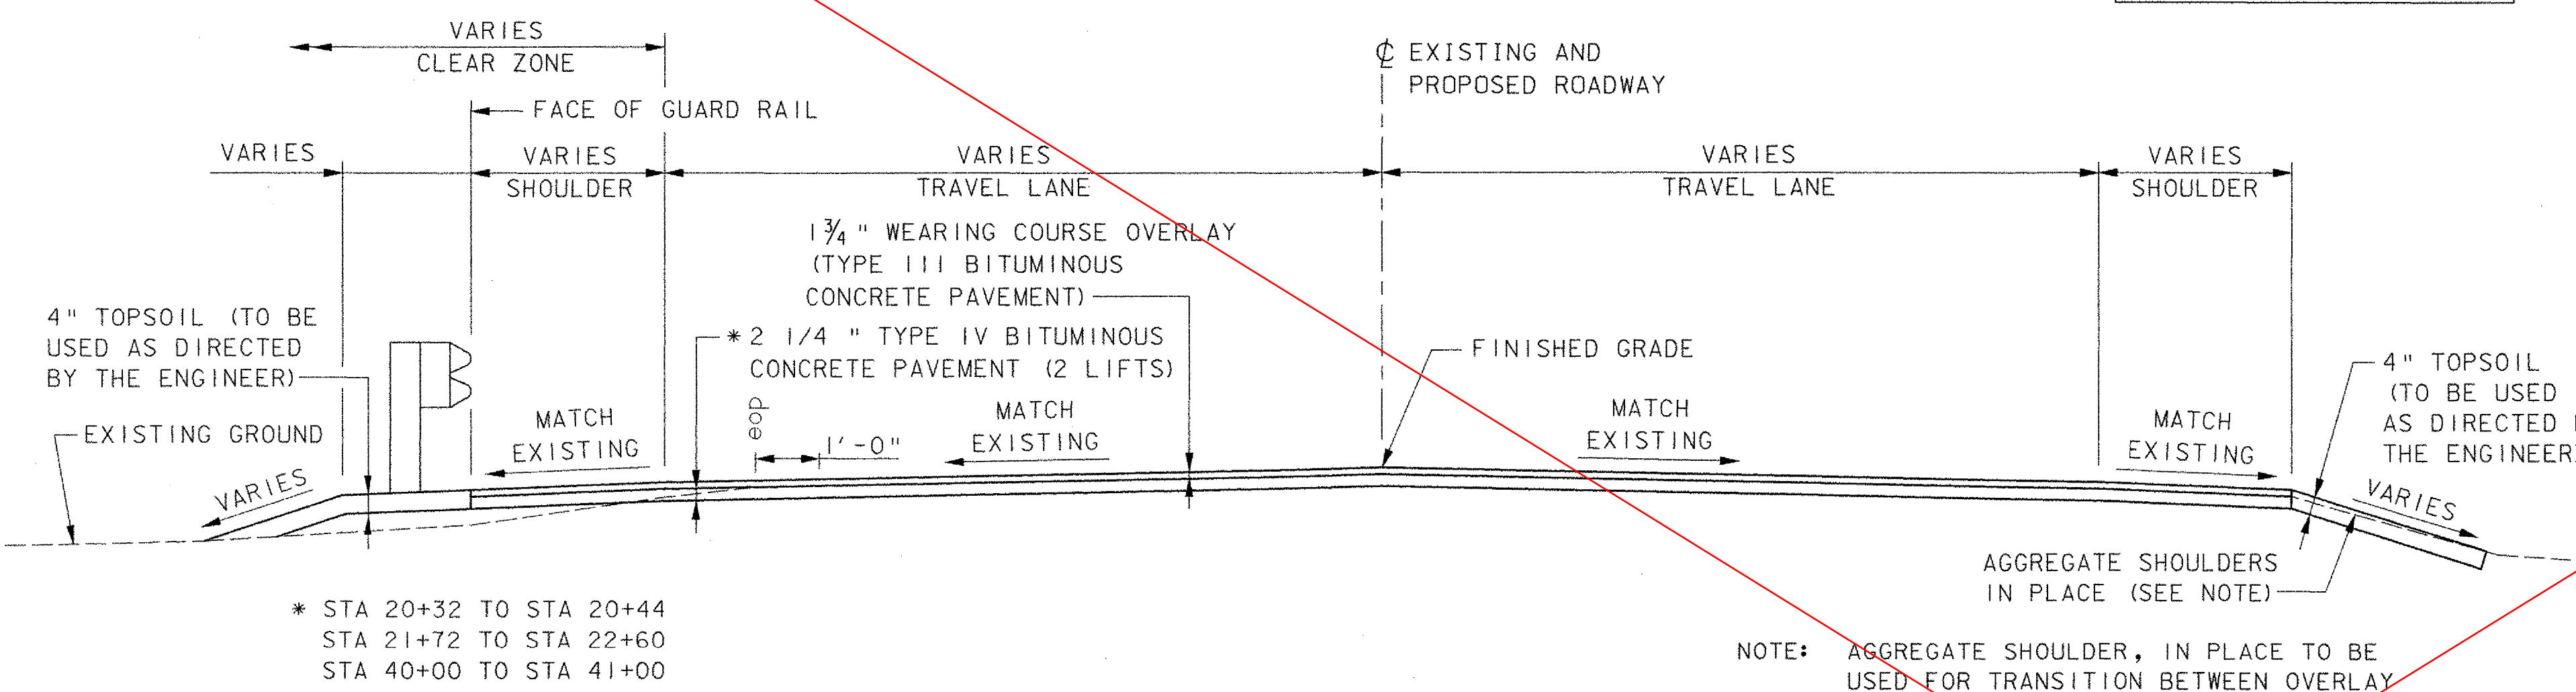 VARIES
CLEAR ZONE
℄ EXISTING AND
PROPOSED ROADWAY
FACE OF GUARD RAIL
VARIES
VARIES
SHOULDER
VARIES
TRAVEL LANE
VARIES
TRAVEL LANE
VARIES
SHOULDER
1 3/4 " WEARING COURSE OVERLAY
(TYPE III BITUMINOUS
CONCRETE PAVEMENT)
4" TOPSOIL (TO BE
USED AS DIRECTED
BY THE ENGINEER)
* 2 1/4 " TYPE IV BITUMINOUS
CONCRETE PAVEMENT (2 LIFTS)
FINISHED GRADE
4" TOPSOIL
(TO BE USED
AS DIRECTED
THE ENGINEER
EXISTING GROUND
MATCH
EXISTING
eop
1'-0"
MATCH
EXISTING
MATCH
EXISTING
MATCH
EXISTING
VARIES
VARIES
AGGREGATE SHOULDERS
IN PLACE (SEE NOTE)
* STA 20+32 TO STA 20+44
STA 21+72 TO STA 22+60
STA 40+00 TO STA 41+00
NOTE: AGGREGATE SHOULDER, IN PLACE TO BE
USED FOR TRANSITION BETWEEN OVERLAY